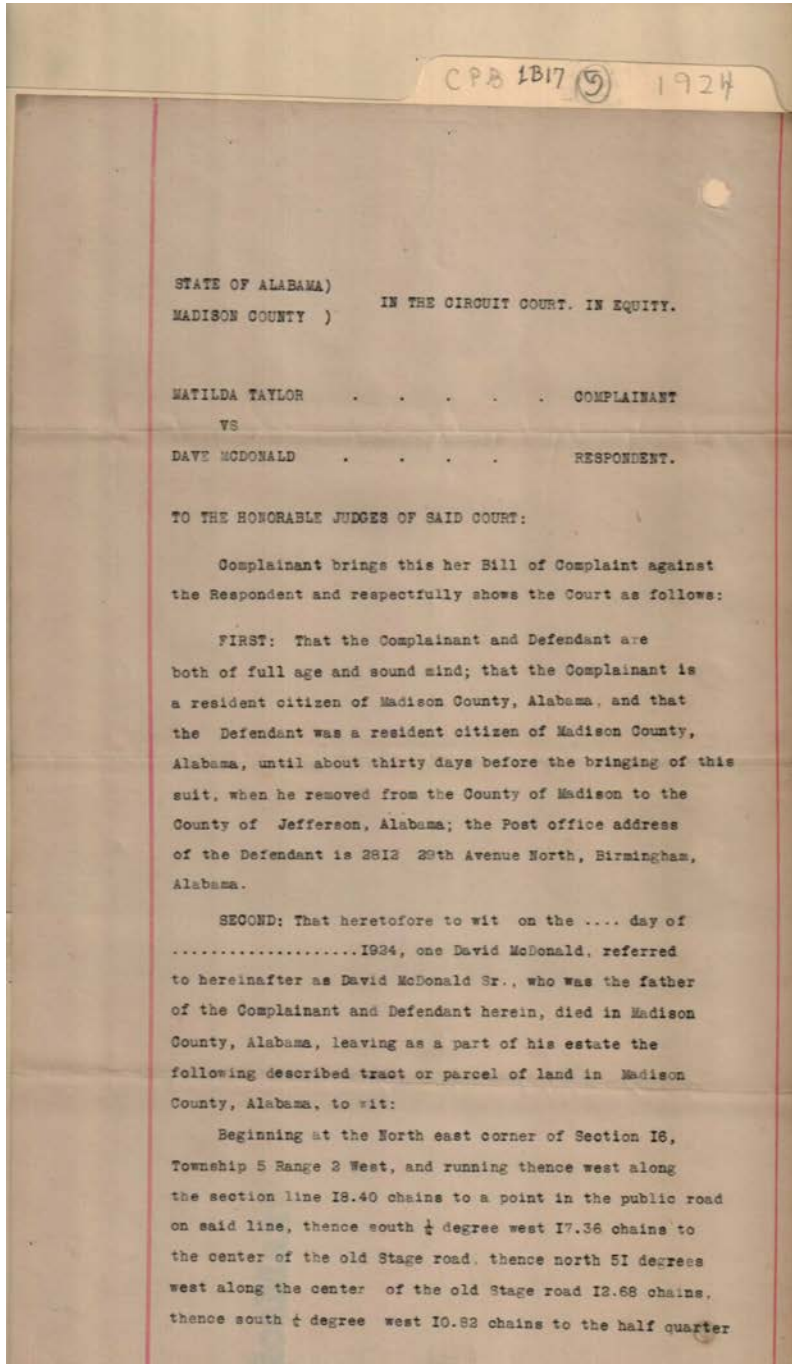 CPB 1B17 5 1924
STATE OF ALABAMA)
IN THE CIRCUIT COURT. IN EQUITY.
MADISON COUNTY )
MATILDA TAYLOR . . . . . COMPLAINANT
VS
DAVE MCDONALD . . . . RESPONDENT.
TO THE HONORABLE JUDGES OF SAID COURT:
Complainant brings this her Bill of Complaint against
the Respondent and respectfully shows the Court as follows:
FIRST: That the Complainant and Defendant are
both of full age and sound mind; that the Complainant is
a resident citizen of Madison County, Alabama, and that
the Defendant was a resident citizen of Madison County,
Alabama, until about thirty days before the bringing of this
suit, when he removed from the County of Madison to the
County of Jefferson, Alabama; the Post office address
of the Defendant is 28I2 29th Avenue North, Birmingham,
Alabama.
SECOND: That heretofore to wit on the .... day of
....................I924, one David McDonald, referred
to hereinafter as David McDonald Sr., who was the father
of the Complainant and Defendant herein, died in Madison
County, Alabama, leaving as a part of his estate the
following described tract or parcel of land in Madison
County, Alabama, to wit:
Beginning at the North east corner of Section I6,
Township 5 Range 2 West, and running thence west along
the section line I8.40 chains to a point in the public road
on said line, thence south degree west I7.36 chains to
the center of the old Stage road, thence north 5I degrees
west along the center of the old Stage road I2.68 chains,
thence south degree west I0.82 chains to the half quarter